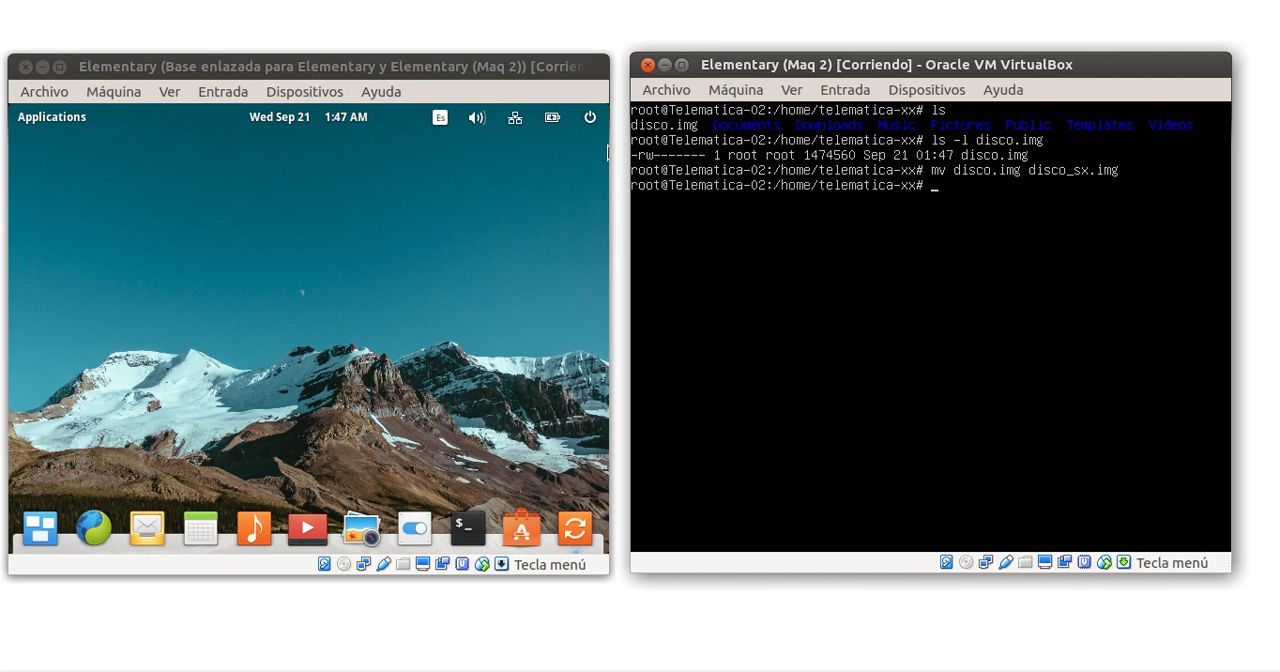 Elementary (Base enlazada para Elementary y Elementary (Maq 2)) [Corrien
Archivo Máquina Ver Entrada Dispositivos Ayuda
Applications Wed Sep 21 1:47 AM Es
$_
Tecla menú
Elementary (Maq 2) [Corriendo] - Oracle VM VirtualBox
Archivo Máquina Ver Entrada Dispositivos Ayuda
root@Telematica-02:/home/telematica-xx# ls
disco.img Documents Downloads Music Pictures Public Templates Videos
root@Telematica-02:/home/telematica-xx# ls -l disco.img
-rw------- 1 root root 1474560 Sep 21 01:47 disco.img
root@Telematica-02:/home/telematica-xx# mv disco.img disco_sx.img
root@Telematica-02:/home/telematica-xx# _
Tecla menú